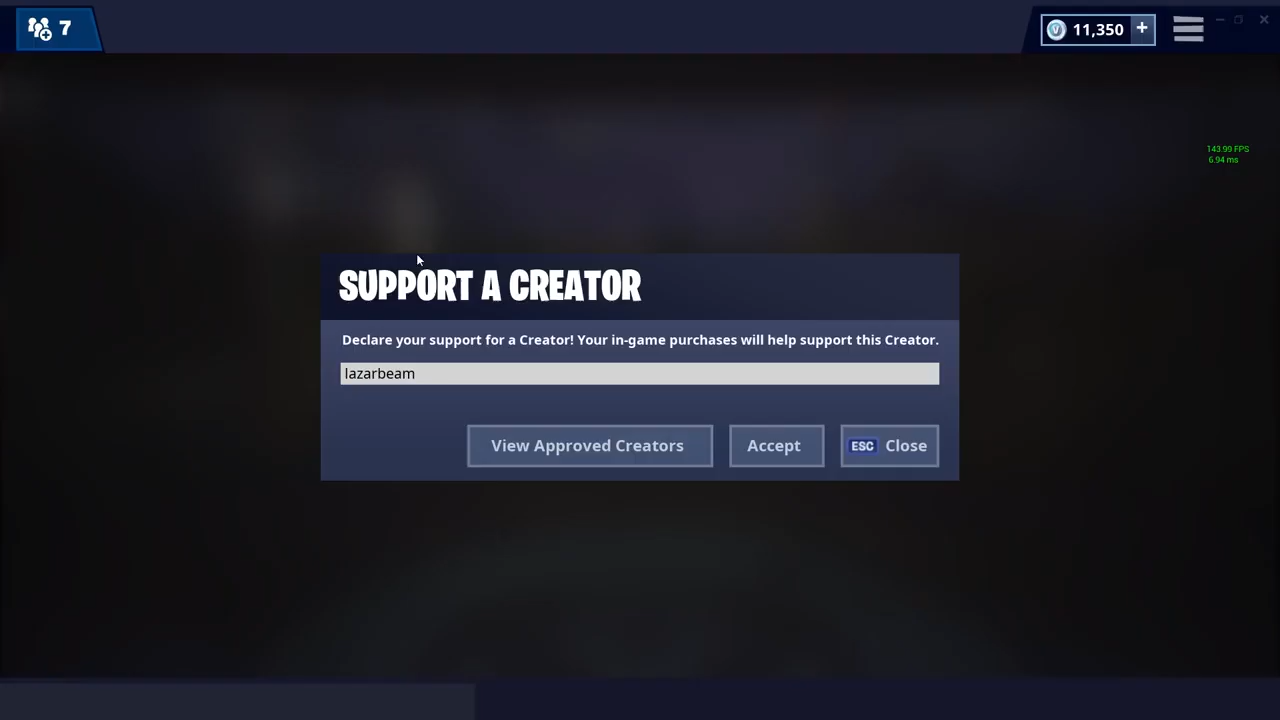 7
11,350 +
143.99 FPS
6.94 ms
SUPPORT A CREATOR
Declare your support for a Creator! Your in-game purchases will help support this Creator.
lazarbeam
View Approved Creators
Accept
ESC Close